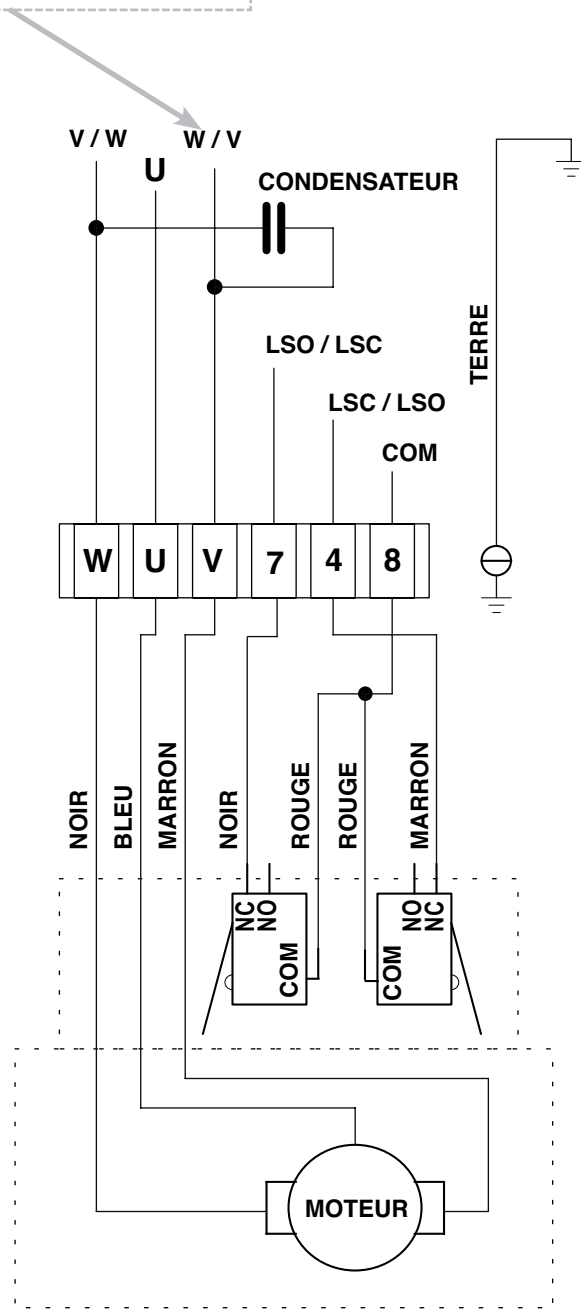 V / W
U
W / V
CONDENSATEUR
LSO / LSC
LSC / LSO
COM
TERRE
W U V 7 4 8
NOIR
BLEU
MARRON
NOIR
ROUGE
ROUGE
MARRON
NC
NO
COM
NO
NC
COM
MOTEUR